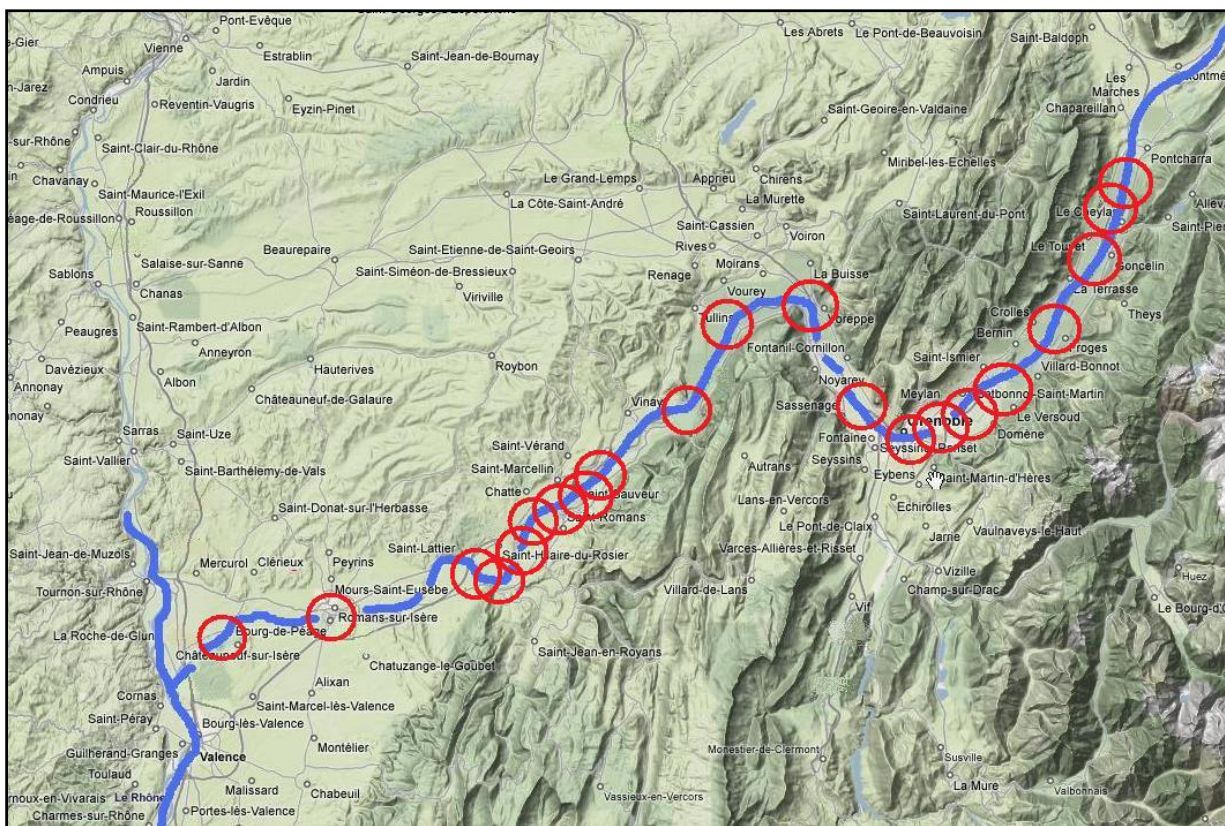 Pont-Evêque
Vienne
Estrablin
Saint-Jean-de-Bournay
Les Abrets
Le Pont-de-Beauvoisin
Saint-Baldoph
Ampuis
Jardin
Les
Marches
Condrieu
Reventin-Vaugris
Eyzin-Pinet
Saint-Geoire-en-Valdaine
Chapareillan
-sur-Rhône
Saint-Clair-du-Rhône
Pontcharra
Miribel-les-Echelles
Chavanay
Saint-Maurice-l'Exil
Le Grand-Lemps
Apprieu
Chirens
Roussillon
La Côte-Saint-André
La Murette
Saint-Laurent-du-Pont
Le Cheyla
Saint-Cassien
Voiron
Beaurepaire
Saint-Etienne-de-Saint-Geoirs
Rives
Le Touvet
Salaise-sur-Sanne
Saint-Siméon-de-Bressieux
Renage
Moirans
La Buisse
Goncelin
Sablons
Chanas
Viriville
Vourey
La Terrasse
Saint-Rambert-d'Albon
Tullins
Voreppe
Crolles
Theys
Peaugres
Bernin
Anneyron
Fontanil-Cornillon
Froges
Roybon
Saint-Ismier
Davézieux
Albon
Hauterives
Noyarey
Villard-Bonnot
Annonay
Châteauneuf-de-Galaure
Sassenage
Meylan
Vinay
Le Versoud
Grenoble
Sarras
Saint-Uze
Saint-Vérand
Fontaine
Domène
Saint-Vallier
Saint-Barthélemy-de-Vals
Saint-Marcellin
Autrans
Seyssins
Eybens
Saint-Martin-d'Hères
Chatte
Saint-Sauveur
Lans-en-Vercors
Echirolles
Saint-Donat-sur-l'Herbasse
Saint-Romans
Le Pont-de-Claix
Jarrie
Vaulnaveys-le-Haut
Saint-Jean-de-Muzols
Saint-Lattier
Saint-Hilaire-du-Rosier
Varces-Allières-et-Risset
Mercurol
Clérieux
Peyrins
Vizille
Huez
Tournon-sur-Rhône
Mours-Saint-Eusèbe
Villard-de-Lans
Champ-sur-Drac
Vif
Romans-sur-Isère
La Roche-de-Glun
Bourg-de-Péage
Châteauneuf-sur-Isère
Saint-Jean-en-Royans
Chatuzange-le-Goubet
Cornas
Alixan
Saint-Marcel-lès-Valence
Saint-Péray
Bourg-lès-Valence
Guilherand-Granges
Valence
Montélier
Monestier-de-Clermont
Susville
Toulaud
Malissard
Chabeuil
La Mure
Valbonnais
Le Rhône
Vassieux-en-Vercors
Portes-lès-Valence
Charmes-sur-Rhône